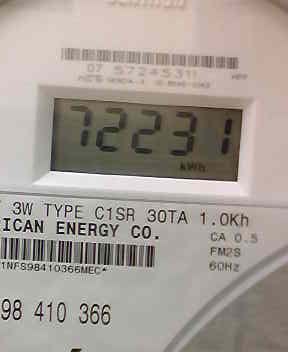 07 57245311
72231
kWh
3W TYPE C1SR 30TA 1.0Kh
ICAN ENERGY CO.
CA 0.5
FM2S
1NFS98410366MEC*
60Hz
98 410 366